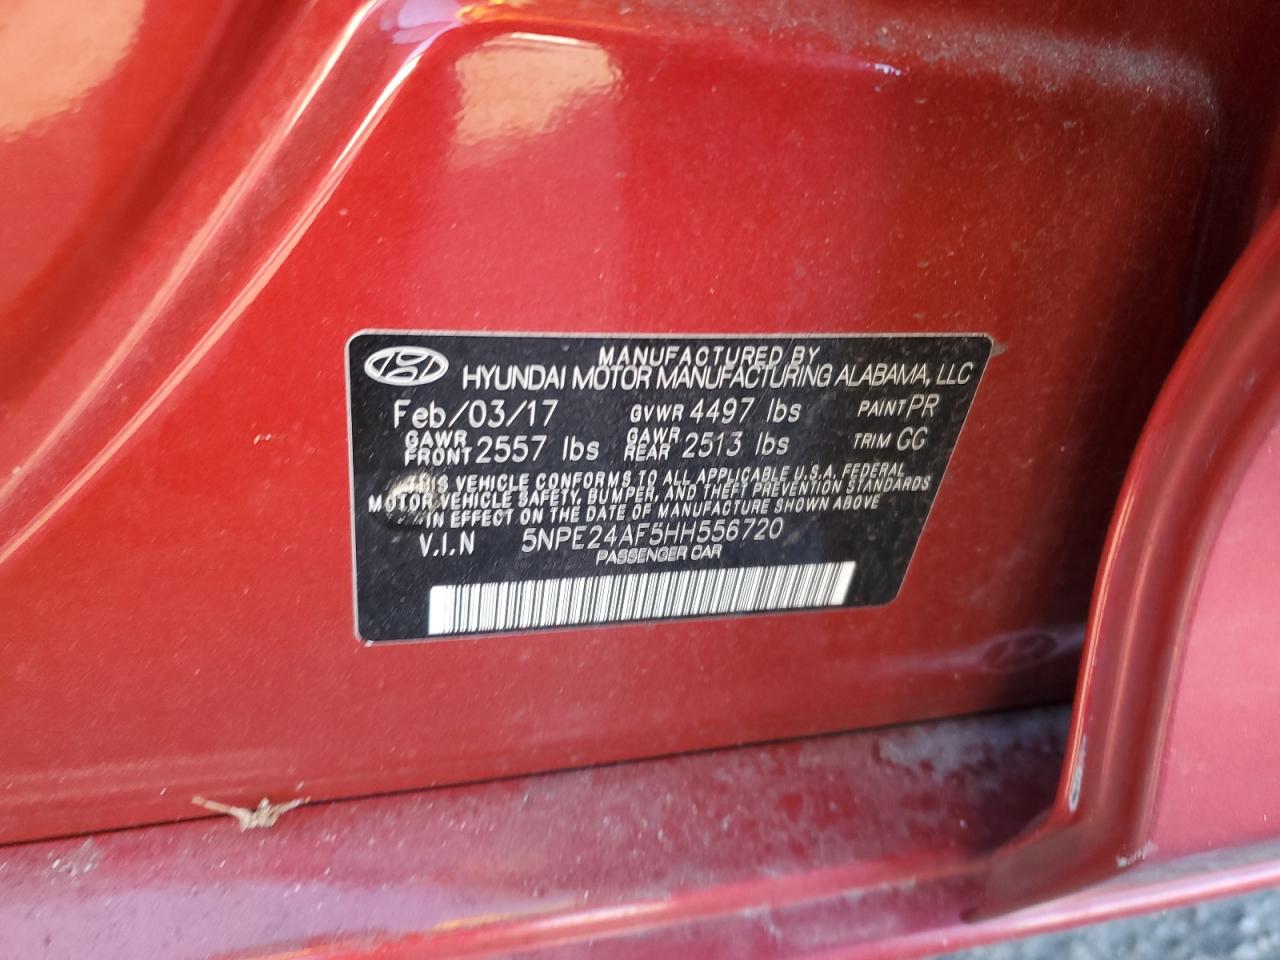 MANUFACTURED BY
HYUNDAI MOTOR MANUFACTURING ALABAMA, LLC
Feb/03/17 GVWR 4497 lbs PAINT PR
GAWR FRONT 2557 lbs GAWR REAR 2513 lbs TRIM GG
THIS VEHICLE CONFORMS TO ALL APPLICABLE U.S.A. FEDERAL
MOTOR VEHICLE SAFETY, BUMPER, AND THEFT PREVENTION STANDARDS
IN EFFECT ON THE DATE OF MANUFACTURE SHOWN ABOVE
V.I.N 5NPE24AF5HH556720
PASSENGER CAR